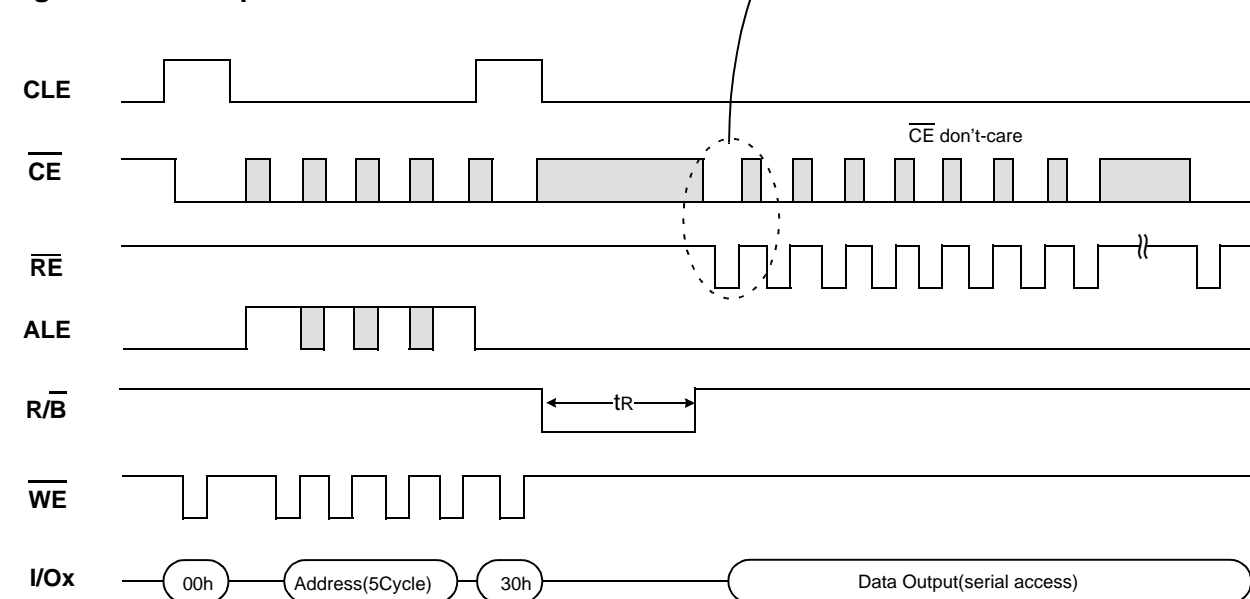 CLE
CE
CE don't-care
RE
ALE
R/B
tR
WE
I/Ox
00h
Address(5Cycle)
30h
Data Output(serial access)